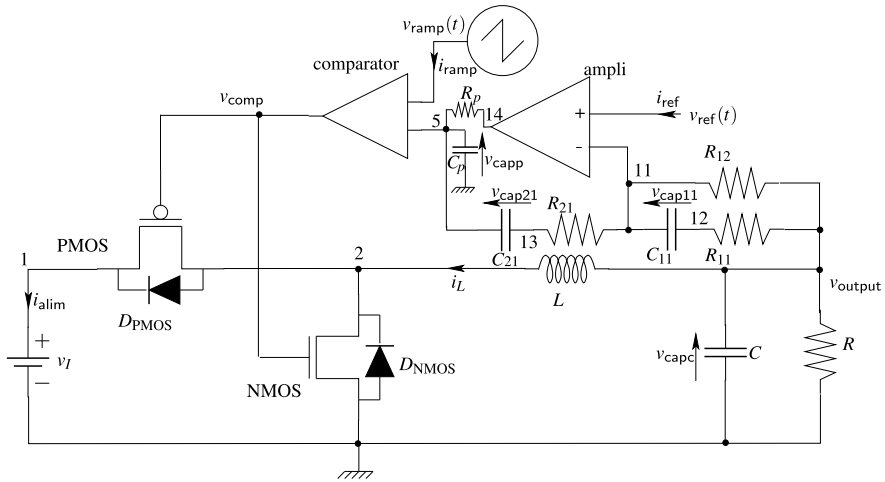 v_ramp(t)
comparator
i_ramp
ampli
v_comp
R_p
14
+
i_ref
v_ref(t)
5
C_p
v_capp
-
11
R_12
v_cap21
R_21
v_cap11
12
13
C_21
C_11
R_11
1
PMOS
2
i_L
L
v_output
i_alim
D_PMOS
+
v_I
−
NMOS
D_NMOS
v_capc
C
R